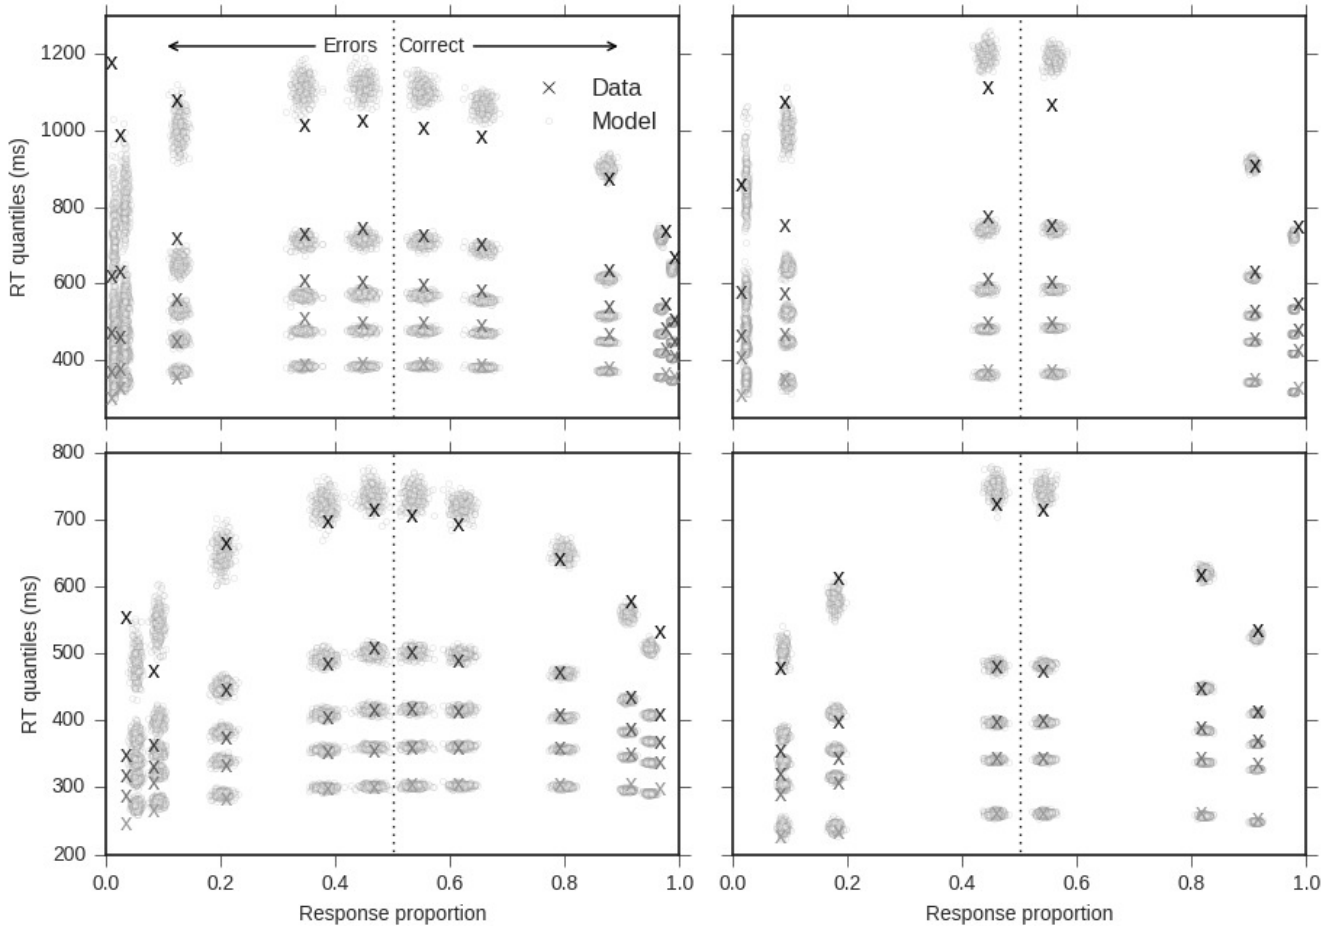 Errors Correct
Data
Model
RT quantiles (ms)
1200
1000
800
600
400
RT quantiles (ms)
800
700
600
500
400
300
200
0.0 0.2 0.4 0.6 0.8 1.0
0.0 0.2 0.4 0.6 0.8 1.0
Response proportion
Response proportion